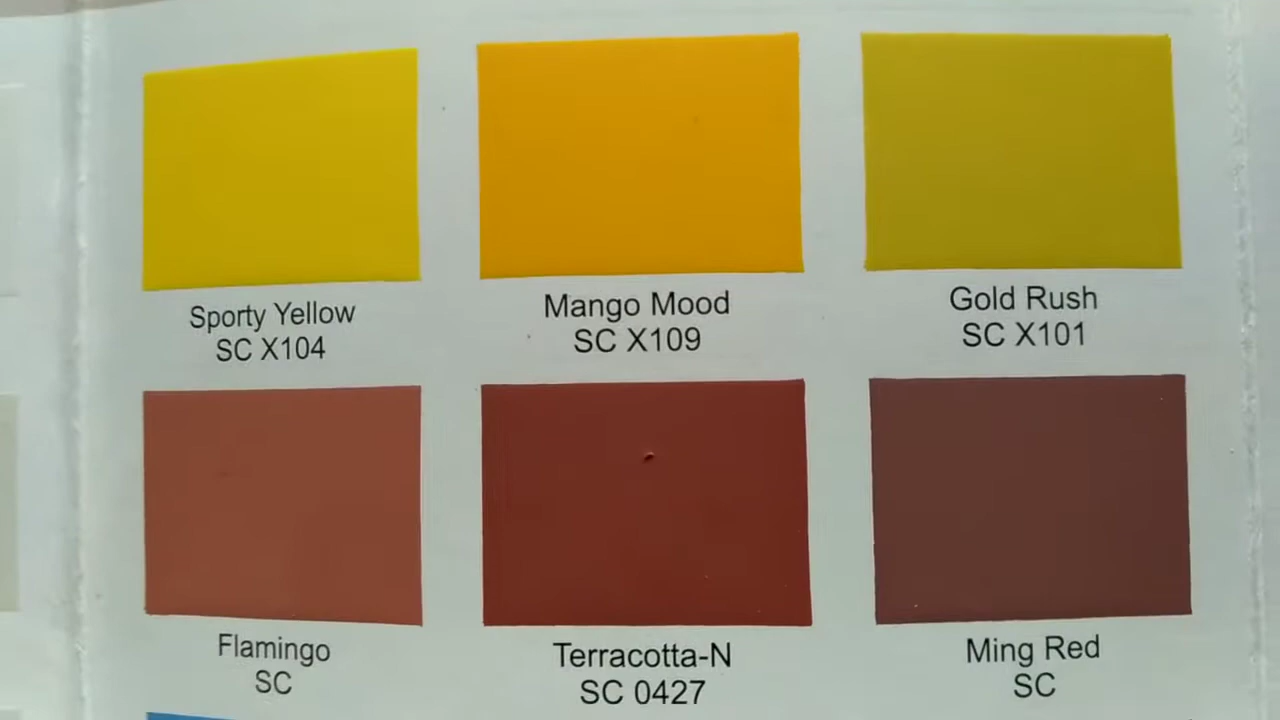 Sporty Yellow
SC X104
Mango Mood
SC X109
Gold Rush
SC X101
Flamingo
SC
Terracotta-N
SC 0427
Ming Red
SC